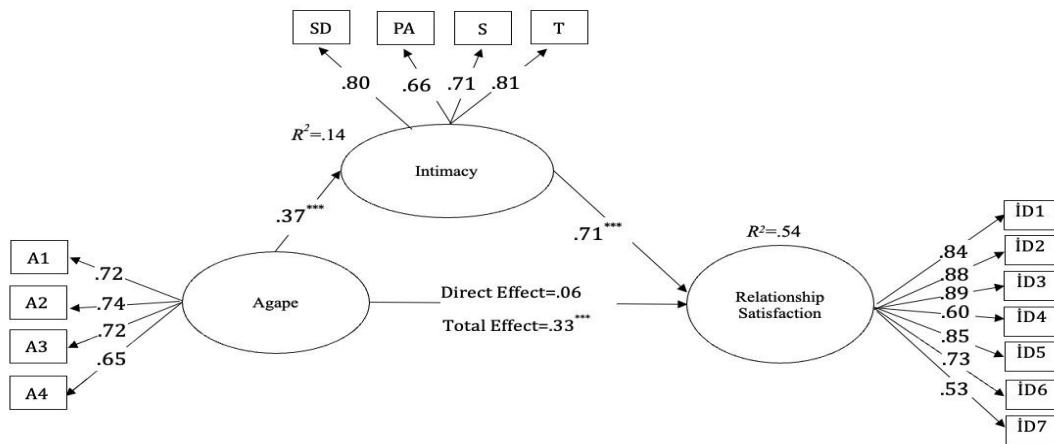 SD
PA
S
T
.80
.66
.71
.81
R²=.14
Intimacy
.37***
.71***
R²=.54
A1
A2
A3
A4
.72
.74
.72
.65
Agape
Direct Effect=.06
Total Effect=.33***
Relationship
Satisfaction
.84
.88
.89
.60
.85
.73
.53
İD1
İD2
İD3
İD4
İD5
İD6
İD7